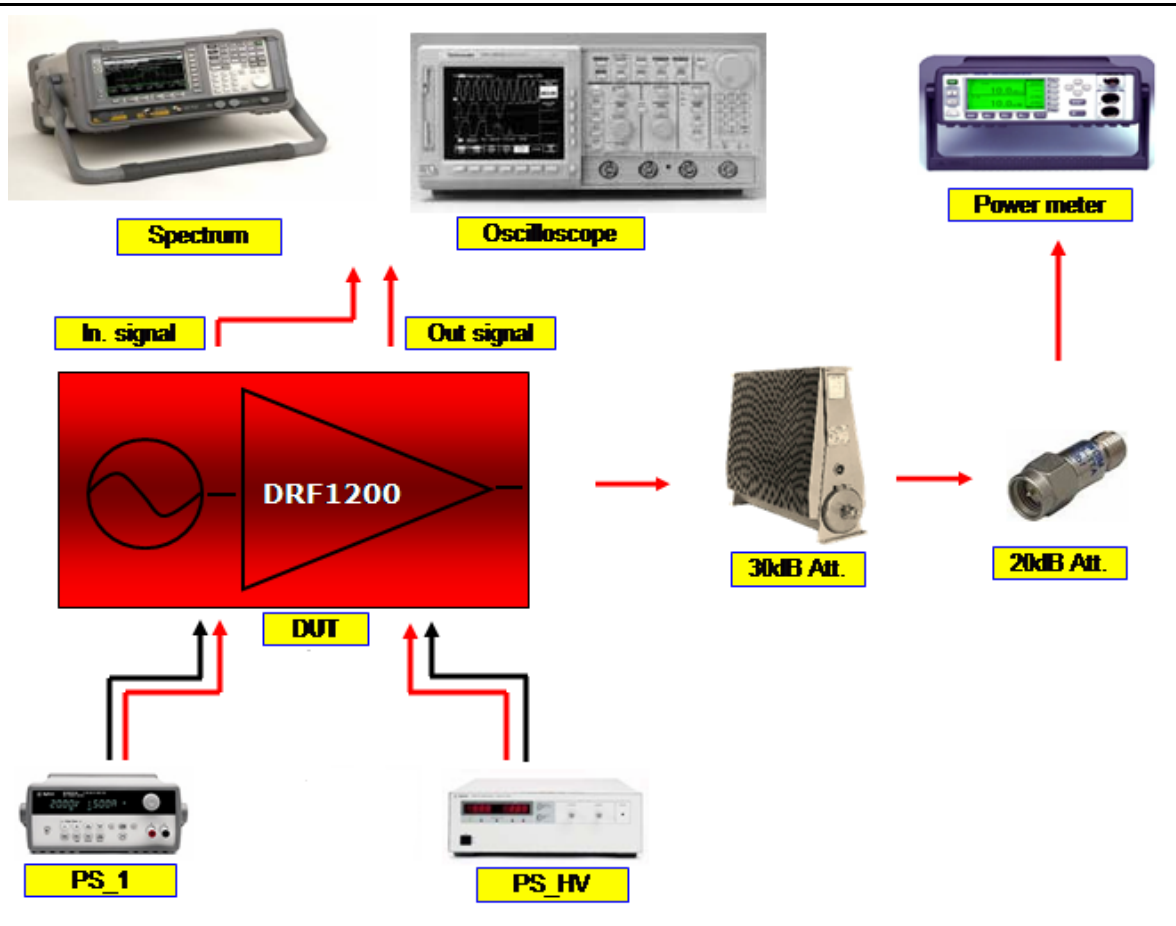 Spectrum
Oscilloscope
Power meter
In. signal
Out signal
DRF1200
30dB Att.
20dB Att.
DUT
PS_1
PS_HV